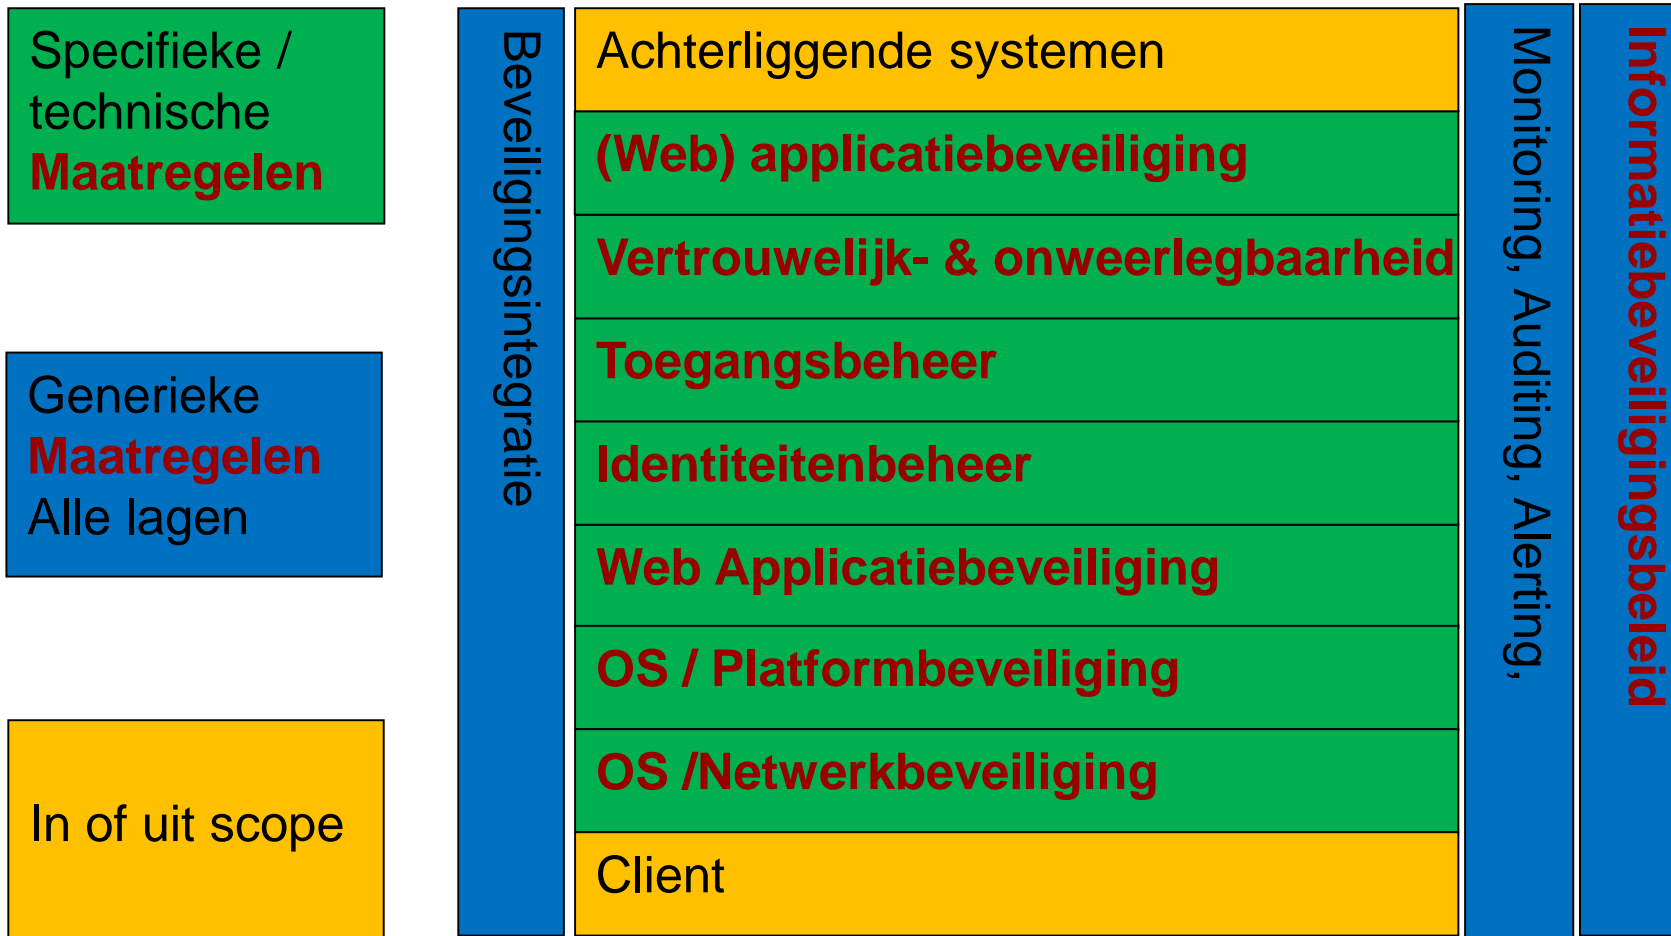 Specifieke /
technische
Maatregelen
Generieke
Maatregelen
Alle lagen
In of uit scope
Beveiligingsintegratie
Achterliggende systemen
(Web) applicatiebeveiliging
Vertrouwelijk- & onweerlegbaarheid
Toegangsbeheer
Identiteitenbeheer
Web Applicatiebeveiliging
OS / Platformbeveiliging
OS /Netwerkbeveiliging
Client
Monitoring, Auditing, Alerting,
Informatiebeveiligingsbeleid